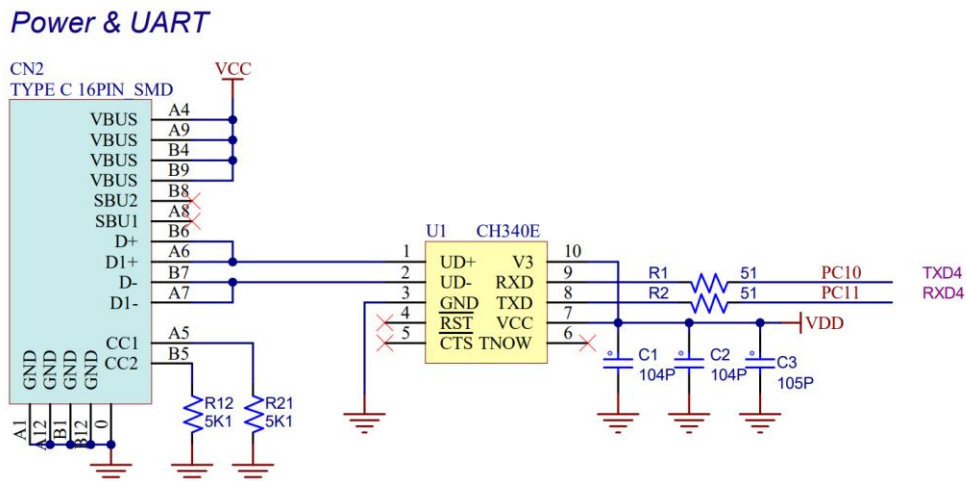 Power & UART
CN2
TYPE C 16PIN_SMD
VCC
VBUS A4
VBUS A9
VBUS B4
VBUS B9
SBU2 B8
SBU1 A8
D+ B6
D1+ A6
D- B7
D1- A7
CC1 A5
CC2 B5
GND GND GND GND
A1 A12 B1 B12 0
R12
5K1
R21
5K1
U1 CH340E
1 UD+ V3 10
2 UD- RXD 9
3 GND TXD 8
4 RST VCC 7
5 CTS TNOW 6
R1 51 PC10 TXD4
R2 51 PC11 RXD4
VDD
C1
104P
C2
104P
C3
105P